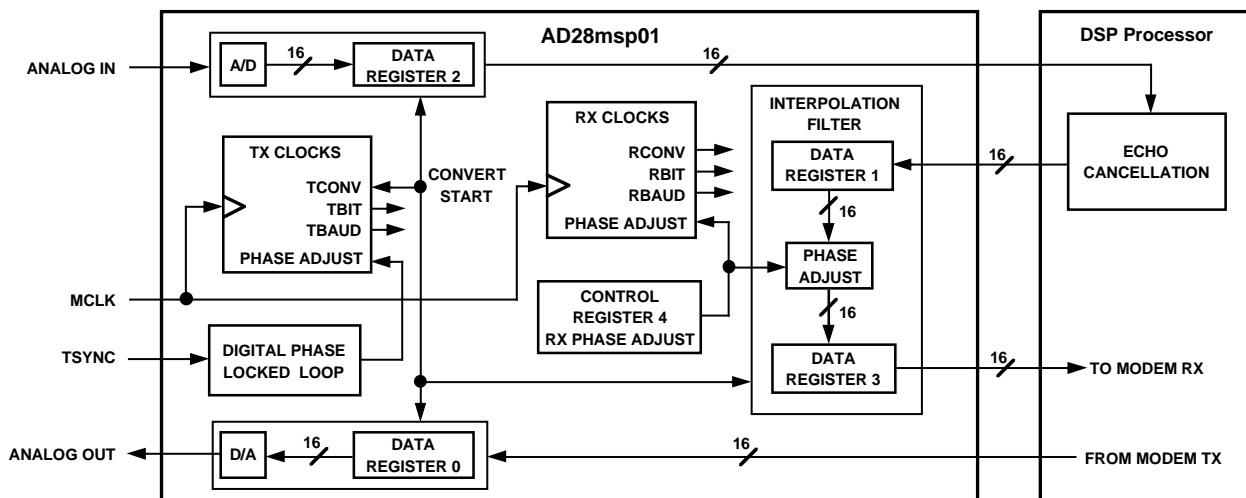 AD28msp01
DSP Processor
ANALOG IN
A/D
16
DATA
REGISTER 2
16
INTERPOLATION
FILTER
RX CLOCKS
RCONV
RBIT
RBAUD
PHASE ADJUST
TX CLOCKS
TCONV
TBIT
TBAUD
PHASE ADJUST
CONVERT
START
DATA
REGISTER 1
16
ECHO
CANCELLATION
16
PHASE
ADJUST
16
MCLK
CONTROL
REGISTER 4
RX PHASE ADJUST
TSYNC
DIGITAL PHASE
LOCKED LOOP
DATA
REGISTER 3
16
TO MODEM RX
ANALOG OUT
D/A
16
DATA
REGISTER 0
16
FROM MODEM TX